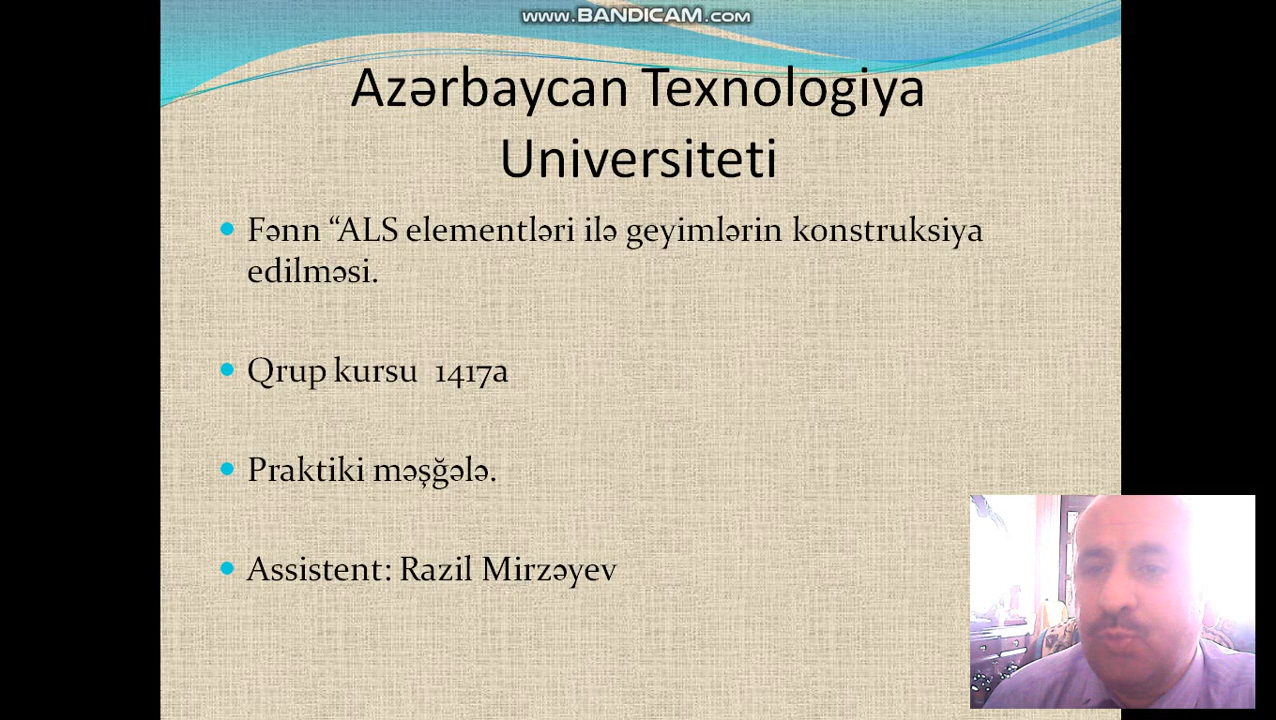 www.BANDICAM.com
Azərbaycan Texnologiya
Universiteti
Fənn “ALS elementləri ilə geyimlərin konstruksiya
edilməsi.
Qrup kursu 1417a
Praktiki məşğələ.
Assistent: Razil Mirzəyev